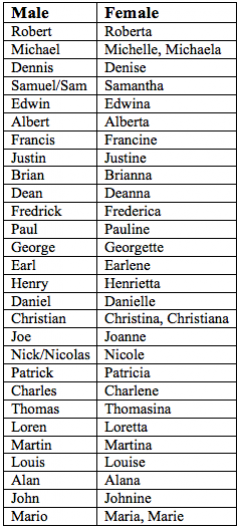 Male Female
Robert Roberta
Michael Michelle, Michaela
Dennis Denise
Samuel/Sam Samantha
Edwin Edwina
Albert Alberta
Francis Francine
Justin Justine
Brian Brianna
Dean Deanna
Fredrick Frederica
Paul Pauline
George Georgette
Earl Earlene
Henry Henrietta
Daniel Danielle
Christian Christina, Christiana
Joe Joanne
Nick/Nicolas Nicole
Patrick Patricia
Charles Charlene
Thomas Thomasina
Loren Loretta
Martin Martina
Louis Louise
Alan Alana
John Johnine
Mario Maria, Marie